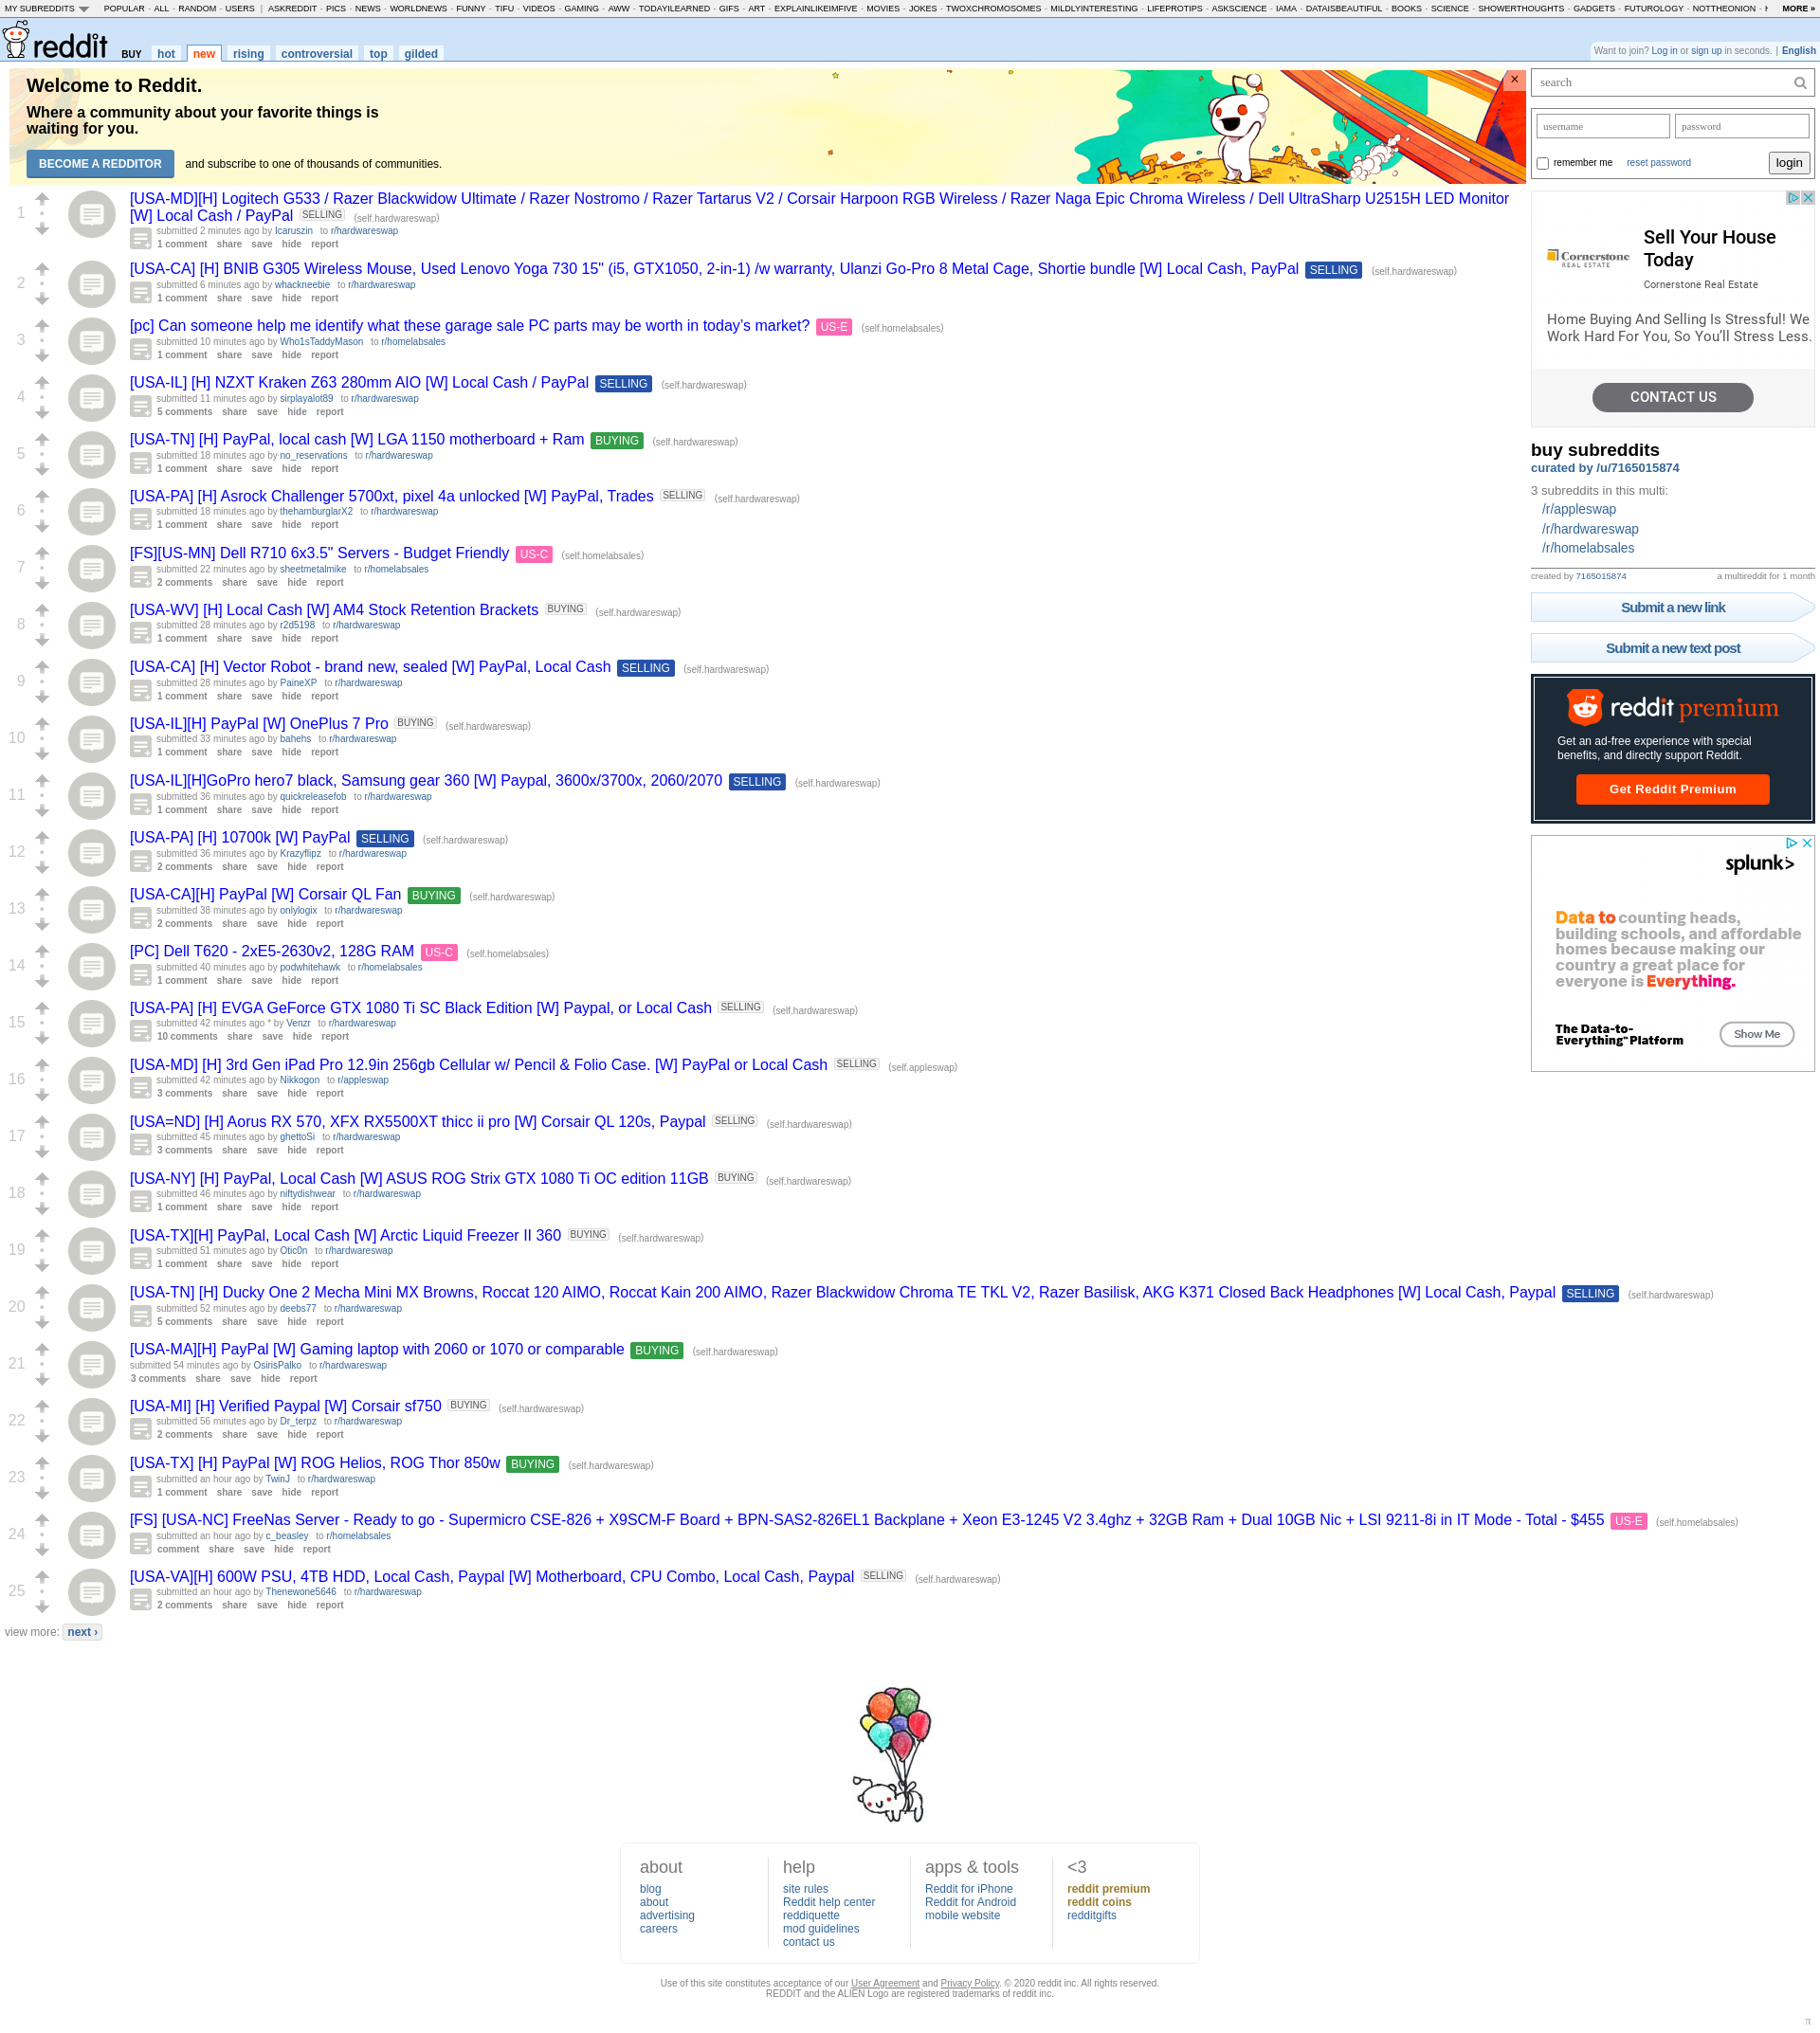 MY SUBREDDITS POPULAR - ALL - RANDOM - USERS | ASKREDDIT - PICS - NEWS - WORLDNEWS - FUNNY - TIFU - VIDEOS - GAMING - AWW - TODAYILEARNED - GIFS - ART - EXPLAINLIKEIMFIVE - MOVIES - JOKES - TWOXCHROMOSOMES - MILDLYINTERESTING - LIFEPROTIPS - ASKSCIENCE - IAMA - DATAISBEAUTIFUL - BOOKS - SCIENCE - SHOWERTHOUGHTS - GADGETS - FUTUROLOGY - NOTTHEONION - MORE »
reddit BUY hot new rising controversial top gilded
Want to join? Log in or sign up in seconds. | English
Welcome to Reddit.
Where a community about your favorite things is
waiting for you.
BECOME A REDDITOR and subscribe to one of thousands of communities.
×
1
[USA-MD][H] Logitech G533 / Razer Blackwidow Ultimate / Razer Nostromo / Razer Tartarus V2 / Corsair Harpoon RGB Wireless / Razer Naga Epic Chroma Wireless / Dell UltraSharp U2515H LED Monitor
[W] Local Cash / PayPal SELLING (self.hardwareswap)
submitted 2 minutes ago by Icaruszin to r/hardwareswap
1 comment share save hide report
2
[USA-CA] [H] BNIB G305 Wireless Mouse, Used Lenovo Yoga 730 15" (i5, GTX1050, 2-in-1) /w warranty, Ulanzi Go-Pro 8 Metal Cage, Shortie bundle [W] Local Cash, PayPal SELLING (self.hardwareswap)
submitted 6 minutes ago by whackneebie to r/hardwareswap
1 comment share save hide report
3
[pc] Can someone help me identify what these garage sale PC parts may be worth in today's market? US-E (self.homelabsales)
submitted 10 minutes ago by Who1sTaddyMason to r/homelabsales
1 comment share save hide report
4
[USA-IL] [H] NZXT Kraken Z63 280mm AIO [W] Local Cash / PayPal SELLING (self.hardwareswap)
submitted 11 minutes ago by sirplayalot89 to r/hardwareswap
5 comments share save hide report
5
[USA-TN] [H] PayPal, local cash [W] LGA 1150 motherboard + Ram BUYING (self.hardwareswap)
submitted 18 minutes ago by no_reservations to r/hardwareswap
1 comment share save hide report
6
[USA-PA] [H] Asrock Challenger 5700xt, pixel 4a unlocked [W] PayPal, Trades SELLING (self.hardwareswap)
submitted 18 minutes ago by thehamburglarX2 to r/hardwareswap
1 comment share save hide report
7
[FS][US-MN] Dell R710 6x3.5" Servers - Budget Friendly US-C (self.homelabsales)
submitted 22 minutes ago by sheetmetalmike to r/homelabsales
2 comments share save hide report
8
[USA-WV] [H] Local Cash [W] AM4 Stock Retention Brackets BUYING (self.hardwareswap)
submitted 28 minutes ago by r2d5198 to r/hardwareswap
1 comment share save hide report
9
[USA-CA] [H] Vector Robot - brand new, sealed [W] PayPal, Local Cash SELLING (self.hardwareswap)
submitted 28 minutes ago by PaineXP to r/hardwareswap
1 comment share save hide report
10
[USA-IL][H] PayPal [W] OnePlus 7 Pro BUYING (self.hardwareswap)
submitted 33 minutes ago by bahehs to r/hardwareswap
1 comment share save hide report
11
[USA-IL][H]GoPro hero7 black, Samsung gear 360 [W] Paypal, 3600x/3700x, 2060/2070 SELLING (self.hardwareswap)
submitted 36 minutes ago by quickreleasefob to r/hardwareswap
1 comment share save hide report
12
[USA-PA] [H] 10700k [W] PayPal SELLING (self.hardwareswap)
submitted 36 minutes ago by Krazyflipz to r/hardwareswap
2 comments share save hide report
13
[USA-CA][H] PayPal [W] Corsair QL Fan BUYING (self.hardwareswap)
submitted 38 minutes ago by onlylogix to r/hardwareswap
2 comments share save hide report
14
[PC] Dell T620 - 2xE5-2630v2, 128G RAM US-C (self.homelabsales)
submitted 40 minutes ago by podwhitehawk to r/homelabsales
1 comment share save hide report
15
[USA-PA] [H] EVGA GeForce GTX 1080 Ti SC Black Edition [W] Paypal, or Local Cash SELLING (self.hardwareswap)
submitted 42 minutes ago * by Venzr to r/hardwareswap
10 comments share save hide report
16
[USA-MD] [H] 3rd Gen iPad Pro 12.9in 256gb Cellular w/ Pencil & Folio Case. [W] PayPal or Local Cash SELLING (self.appleswap)
submitted 42 minutes ago by Nikkogon to r/appleswap
3 comments share save hide report
17
[USA=ND] [H] Aorus RX 570, XFX RX5500XT thicc ii pro [W] Corsair QL 120s, Paypal SELLING (self.hardwareswap)
submitted 45 minutes ago by ghettoSi to r/hardwareswap
3 comments share save hide report
18
[USA-NY] [H] PayPal, Local Cash [W] ASUS ROG Strix GTX 1080 Ti OC edition 11GB BUYING (self.hardwareswap)
submitted 46 minutes ago by niftydishwear to r/hardwareswap
1 comment share save hide report
19
[USA-TX][H] PayPal, Local Cash [W] Arctic Liquid Freezer II 360 BUYING (self.hardwareswap)
submitted 51 minutes ago by Otic0n to r/hardwareswap
1 comment share save hide report
20
[USA-TN] [H] Ducky One 2 Mecha Mini MX Browns, Roccat 120 AIMO, Roccat Kain 200 AIMO, Razer Blackwidow Chroma TE TKL V2, Razer Basilisk, AKG K371 Closed Back Headphones [W] Local Cash, Paypal SELLING (self.hardwareswap)
submitted 52 minutes ago by deebs77 to r/hardwareswap
5 comments share save hide report
21
[USA-MA][H] PayPal [W] Gaming laptop with 2060 or 1070 or comparable BUYING (self.hardwareswap)
submitted 54 minutes ago by OsirisPalko to r/hardwareswap
3 comments share save hide report
22
[USA-MI] [H] Verified Paypal [W] Corsair sf750 BUYING (self.hardwareswap)
submitted 56 minutes ago by Dr_terpz to r/hardwareswap
2 comments share save hide report
23
[USA-TX] [H] PayPal [W] ROG Helios, ROG Thor 850w BUYING (self.hardwareswap)
submitted an hour ago by TwinJ to r/hardwareswap
1 comment share save hide report
24
[FS] [USA-NC] FreeNas Server - Ready to go - Supermicro CSE-826 + X9SCM-F Board + BPN-SAS2-826EL1 Backplane + Xeon E3-1245 V2 3.4ghz + 32GB Ram + Dual 10GB Nic + LSI 9211-8i in IT Mode - Total - $455 US-E (self.homelabsales)
submitted an hour ago by c_beasley to r/homelabsales
comment share save hide report
25
[USA-VA][H] 600W PSU, 4TB HDD, Local Cash, Paypal [W] Motherboard, CPU Combo, Local Cash, Paypal SELLING (self.hardwareswap)
submitted an hour ago by Thenewone5646 to r/hardwareswap
2 comments share save hide report
view more: next ›
search
username password
remember me reset password login
Cornerstone
REAL ESTATE
Sell Your House
Today
Cornerstone Real Estate
Home Buying And Selling Is Stressful! We
Work Hard For You, So You'll Stress Less.
CONTACT US
buy subreddits
curated by /u/7165015874
3 subreddits in this multi:
/r/appleswap
/r/hardwareswap
/r/homelabsales
created by 7165015874 a multireddit for 1 month
Submit a new link
Submit a new text post
reddit premium
Get an ad-free experience with special
benefits, and directly support Reddit.
Get Reddit Premium
splunk>
Data to counting heads,
building schools, and affordable
homes because making our
country a great place for
everyone is Everything.
The Data-to-
Everything™ Platform
Show Me
about
blog
about
advertising
careers
help
site rules
Reddit help center
reddiquette
mod guidelines
contact us
apps & tools
Reddit for iPhone
Reddit for Android
mobile website
<3
reddit premium
reddit coins
redditgifts
Use of this site constitutes acceptance of our User Agreement and Privacy Policy. © 2020 reddit inc. All rights reserved.
REDDIT and the ALIEN Logo are registered trademarks of reddit inc.
π